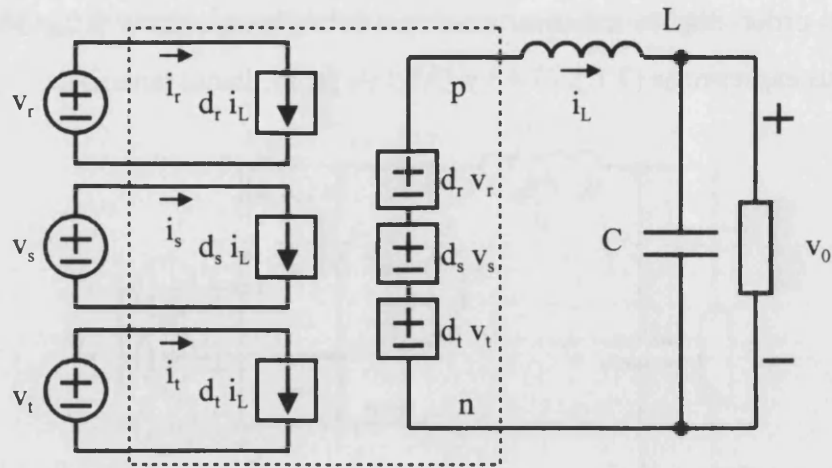 L
v_r
i_r
d_r i_L
p
i_L
d_r v_r
v_s
i_s
d_s i_L
d_s v_s
C
v_0
d_t v_t
v_t
i_t
d_t i_L
n